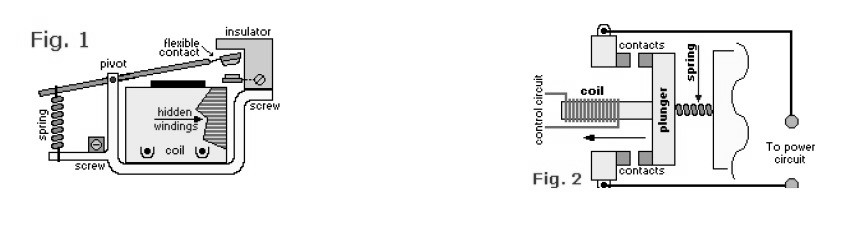 Fig. 1
insulator
flexible
contact
pivot
spring
hidden
windings
screw
coil
screw
contacts
spring
control circuit
coil
plunger
To power
circuit
contacts
Fig. 2